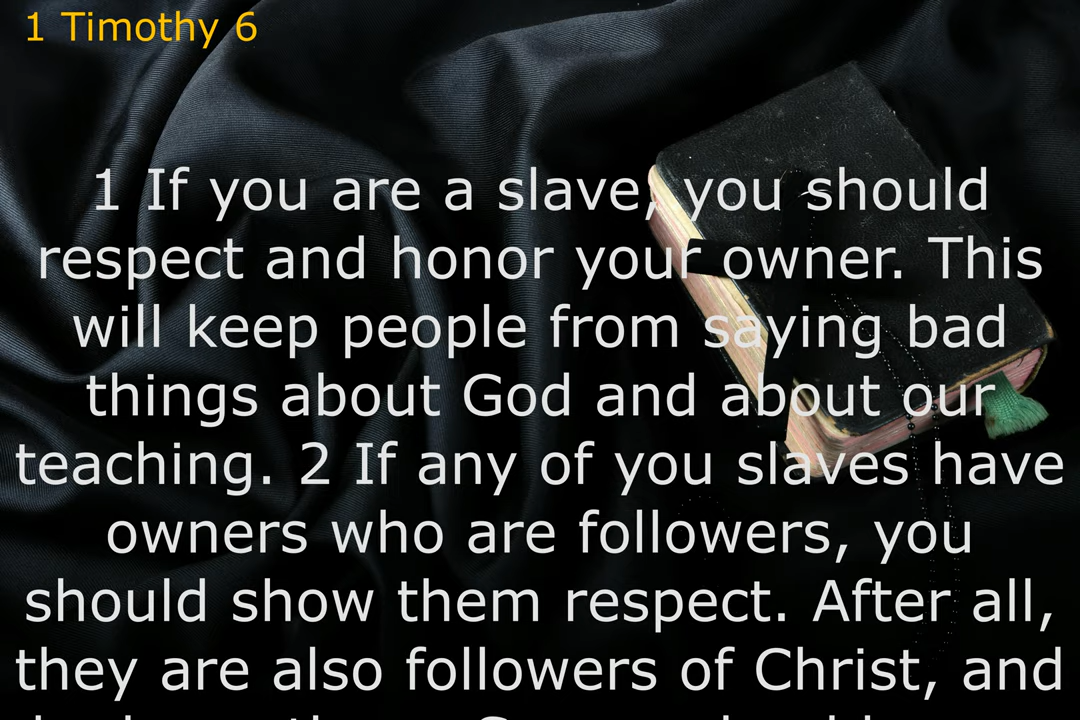 1 Timothy 6
1 If you are a slave, you should
respect and honor your owner. This
will keep people from saying bad
things about God and about our
teaching. 2 If any of you slaves have
owners who are followers, you
should show them respect. After all,
they are also followers of Christ, and